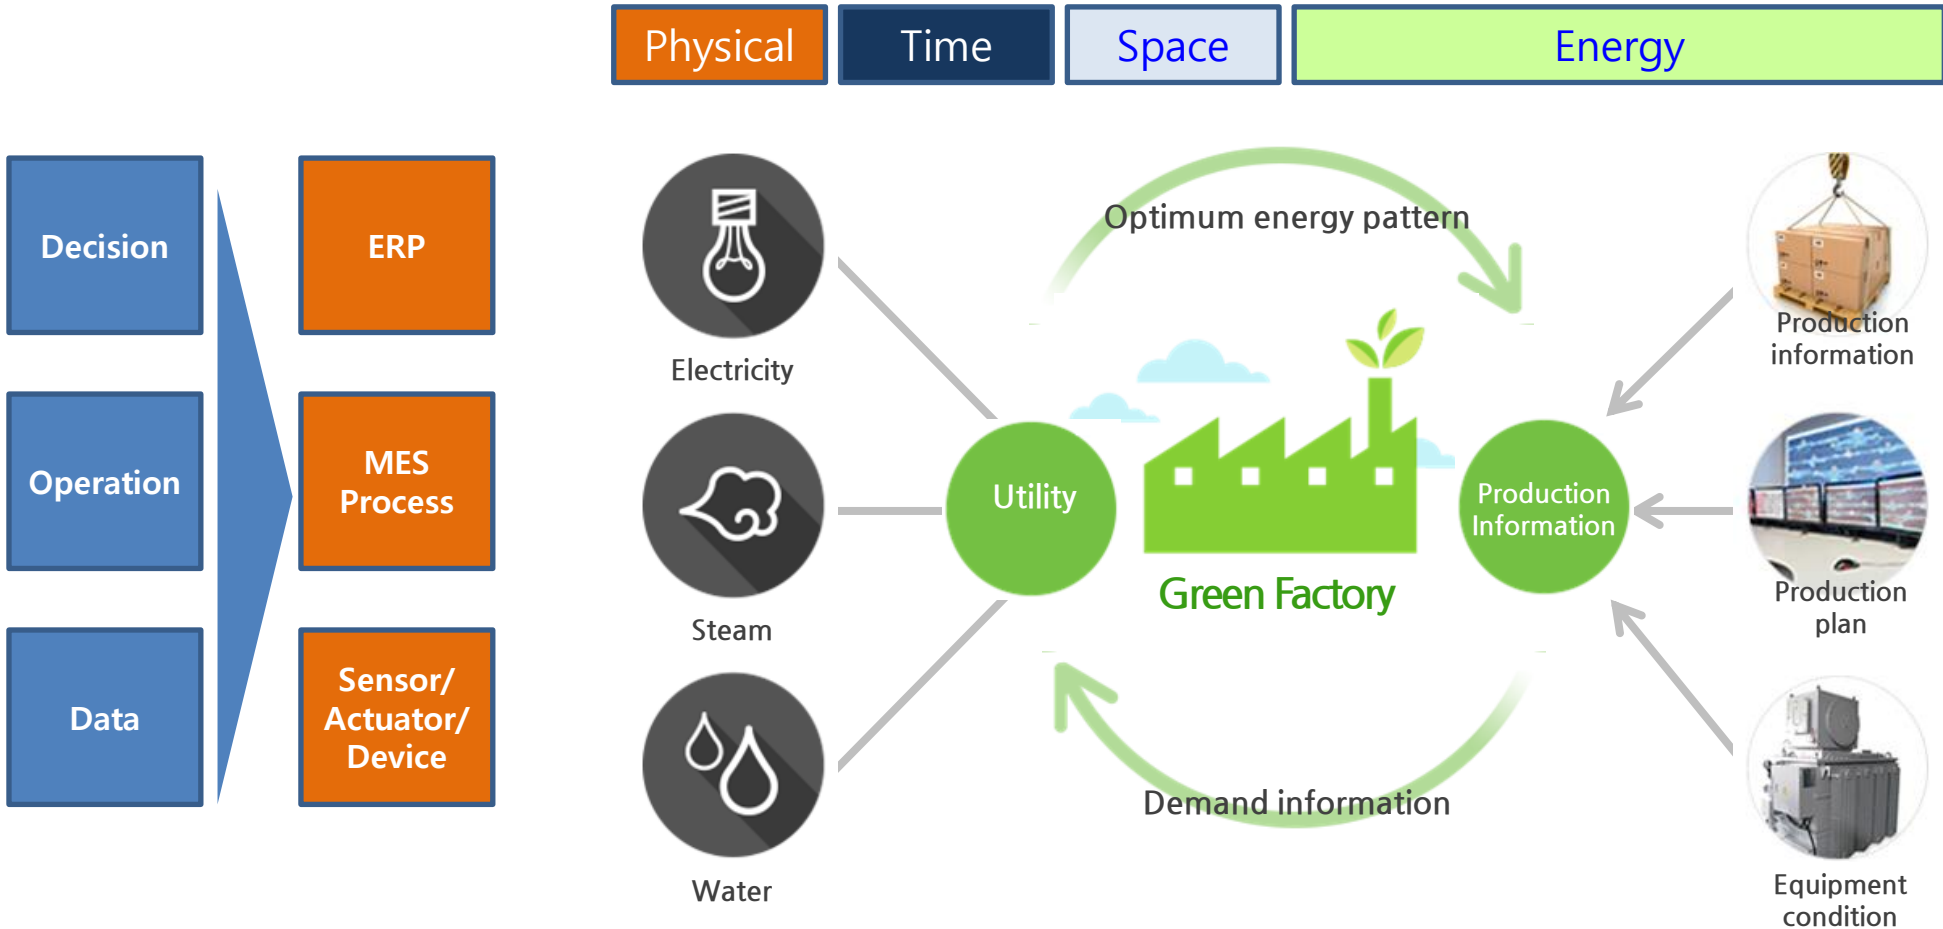 Physical
Time
Space
Energy
Decision
ERP
Operation
MES
Process
Data
Sensor/
Actuator/
Device
Electricity
Steam
Water
Utility
Optimum energy pattern
Green Factory
Demand information
Production
Information
Production
information
Production
plan
Equipment
condition